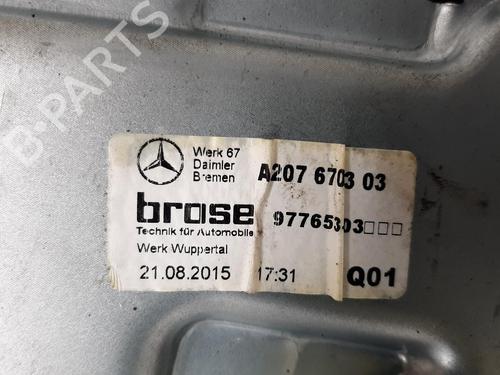 B-PARTS
Werk 67
Daimler
Bremen
A207 6703 03
brose
Technik für Automobile
97765303□□□
Werk Wuppertal
21.08.2015 17:31 Q01